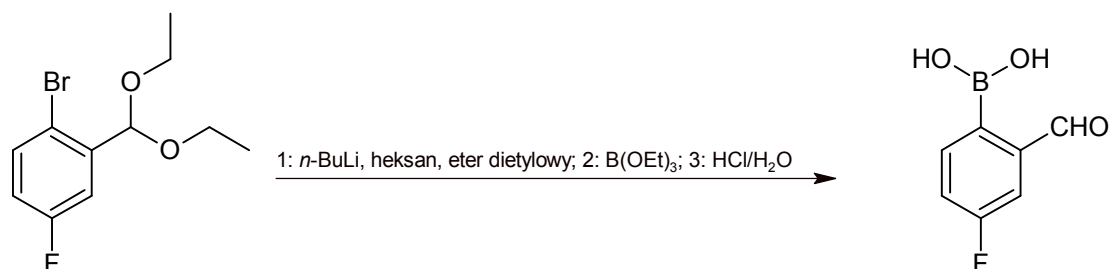 Br
O
O
F
1: n-BuLi, heksan, eter dietylowy; 2: B(OEt)3; 3: HCl/H2O
HO
OH
B
CHO
F